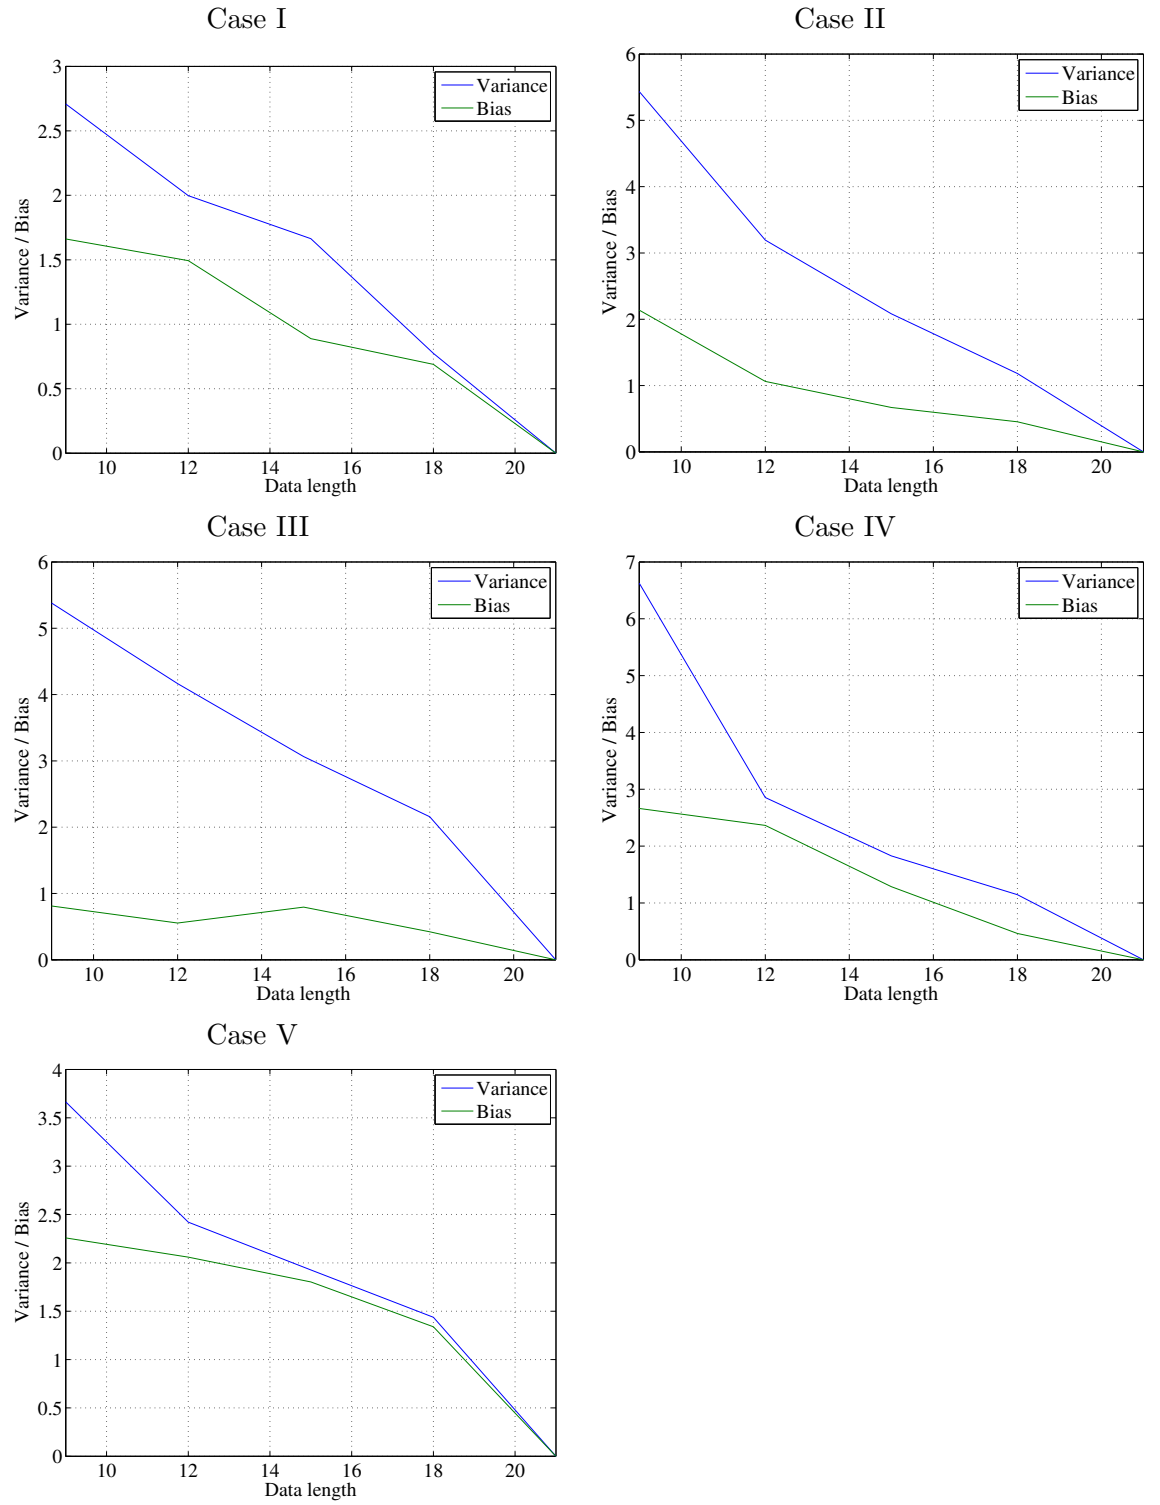 Case I
Variance / Bias
3
2.5
2
1.5
1
0.5
0
10 12 14 16 18 20
Data length
Variance
Bias
Case II
Variance / Bias
6
5
4
3
2
1
0
10 12 14 16 18 20
Data length
Variance
Bias
Case III
Variance / Bias
6
5
4
3
2
1
0
10 12 14 16 18 20
Data length
Variance
Bias
Case IV
Variance / Bias
7
6
5
4
3
2
1
0
10 12 14 16 18 20
Data length
Variance
Bias
Case V
Variance / Bias
4
3.5
3
2.5
2
1.5
1
0.5
0
10 12 14 16 18 20
Data length
Variance
Bias